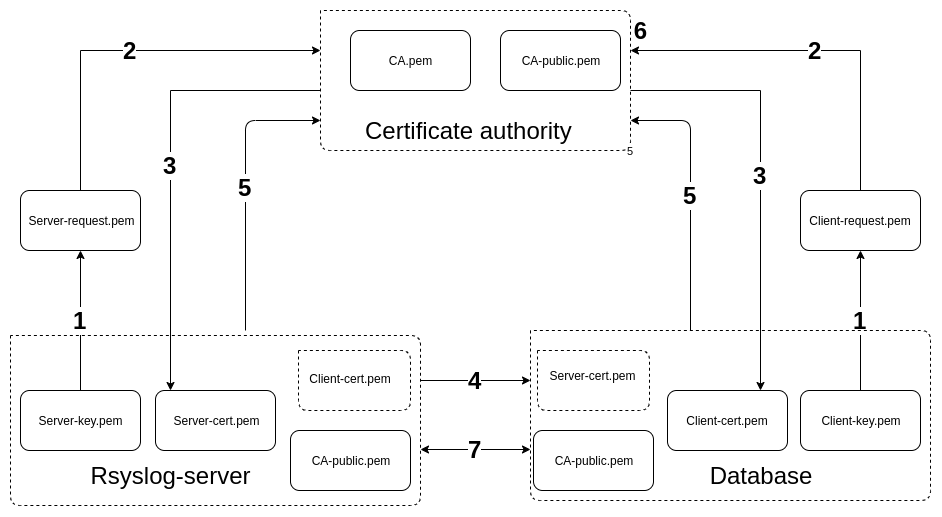 6
2
2
CA.pem
CA-public.pem
Certificate authority
5
3
3
5
5
Server-request.pem
Client-request.pem
1
1
Client-cert.pem
4
Server-cert.pem
Server-key.pem
Server-cert.pem
Client-cert.pem
Client-key.pem
7
CA-public.pem
CA-public.pem
Rsyslog-server
Database